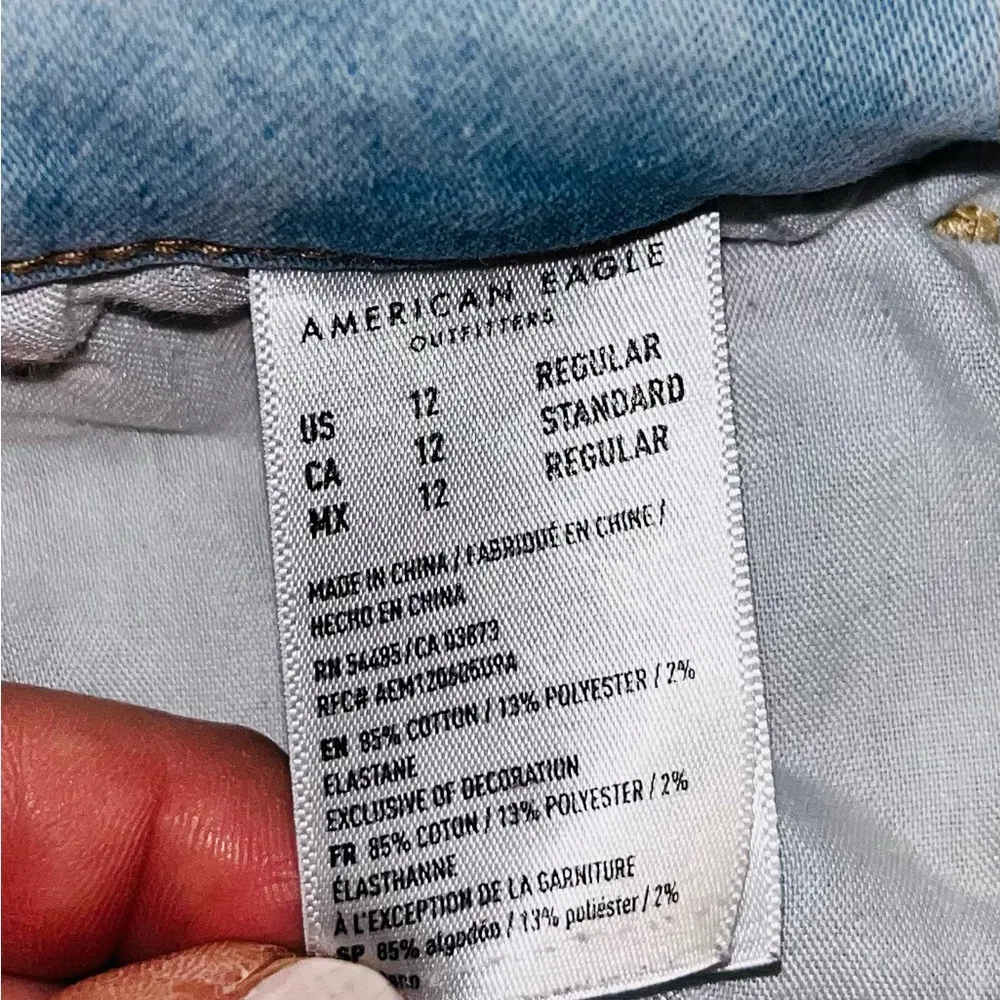 AMERICAN EAGLE
OUTFITTERS
US 12 REGULAR
CA 12 STANDARD
MX 12 REGULAR
MADE IN CHINA / FABRIQUÉ EN CHINE /
HECHO EN CHINA
RN 54485 / CA 03873
RFC# AEM120605U9A
EN 85% COTTON / 13% POLYESTER / 2%
ELASTANE
EXCLUSIVE OF DECORATION
FR 85% COTON / 13% POLYESTER / 2%
ÉLASTHANNE
À L'EXCEPTION DE LA GARNITURE
SP 85% algodón / 13% poliéster / 2%